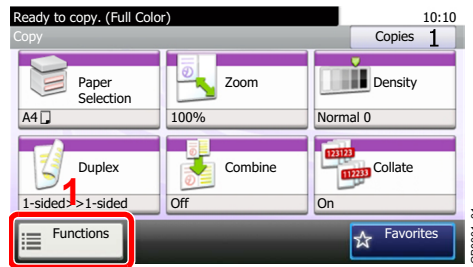 Ready to copy. (Full Color)
10:10
Copy
Copies 1
Paper
Selection
Zoom
Density
A4
100%
Normal 0
Duplex
Combine
123123
112233
Collate
1-sided>>1-sided
Off
On
1
Functions
Favorites